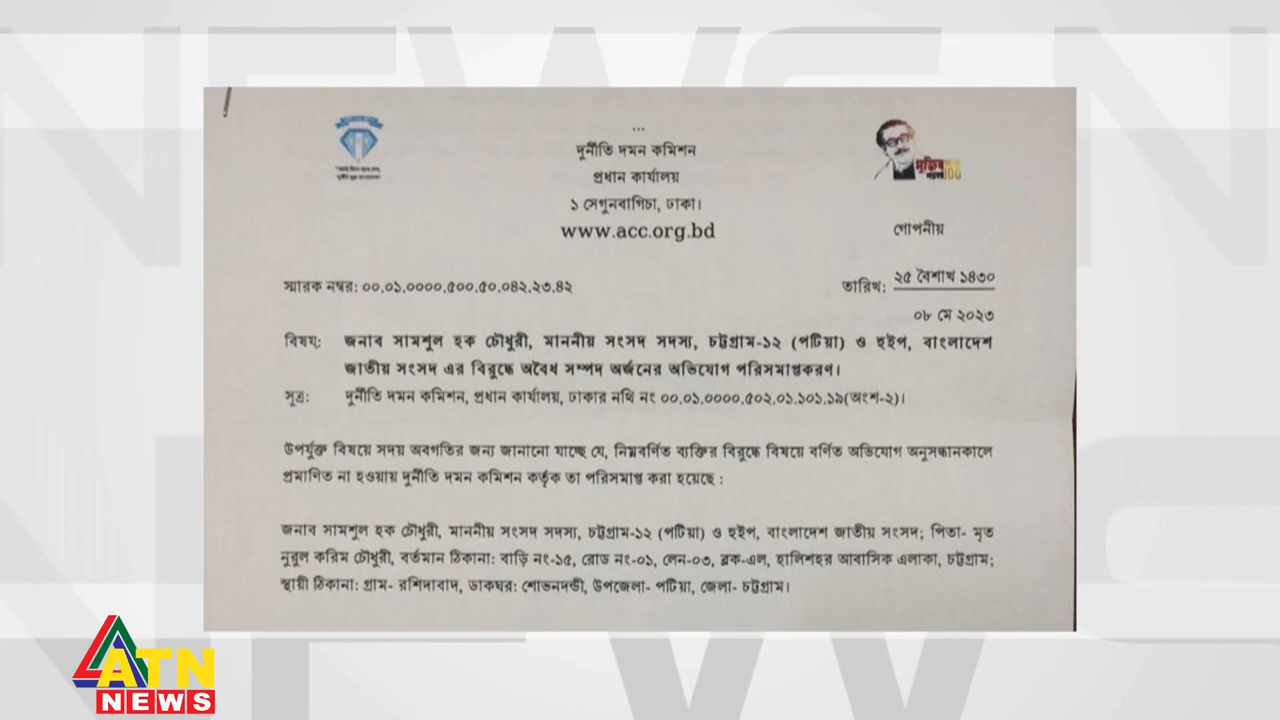 ...
দুর্নীতি দমন কমিশন
প্রধান কার্যালয়
১ সেগুনবাগিচা, ঢাকা।
www.acc.org.bd
গোপনীয়
স্মারক নম্বর: ০০.০১.০০০০.৫০০.৫০.০৪২.২৩.৪২
তারিখ: ২৫ বৈশাখ ১৪৩০
০৮ মে ২০২৩
বিষয়: জনাব সামশুল হক চৌধুরী, মাননীয় সংসদ সদস্য, চট্টগ্রাম-১২ (পটিয়া) ও হুইপ, বাংলাদেশ
জাতীয় সংসদ এর বিরুদ্ধে অবৈধ সম্পদ অর্জনের অভিযোগ পরিসমাপ্তকরণ।
সূত্র: দুর্নীতি দমন কমিশন, প্রধান কার্যালয়, ঢাকার নথি নং ০০.০১.০০০০.৫০২.০১.১০১.১৯(অংশ-২)।
উপর্যুক্ত বিষয়ে সদয় অবগতির জন্য জানানো যাচ্ছে যে, নিম্নবর্ণিত ব্যক্তির বিরুদ্ধে বিষয়ে বর্ণিত অভিযোগ অনুসন্ধানকালে
প্রমাণিত না হওয়ায় দুর্নীতি দমন কমিশন কর্তৃক তা পরিসমাপ্ত করা হয়েছে :
জনাব সামশুল হক চৌধুরী, মাননীয় সংসদ সদস্য, চট্টগ্রাম-১২ (পটিয়া) ও হুইপ, বাংলাদেশ জাতীয় সংসদ; পিতা- মৃত
নুরুল করিম চৌধুরী, বর্তমান ঠিকানা: বাড়ি নং-১৫, রোড নং-০১, লেন-০৩, ব্লক-এল, হালিশহর আবাসিক এলাকা, চট্টগ্রাম;
স্থায়ী ঠিকানা: গ্রাম- রশিদাবাদ, ডাকঘর: শোভনদন্ডী, উপজেলা- পটিয়া, জেলা- চট্টগ্রাম।
ATN
NEWS